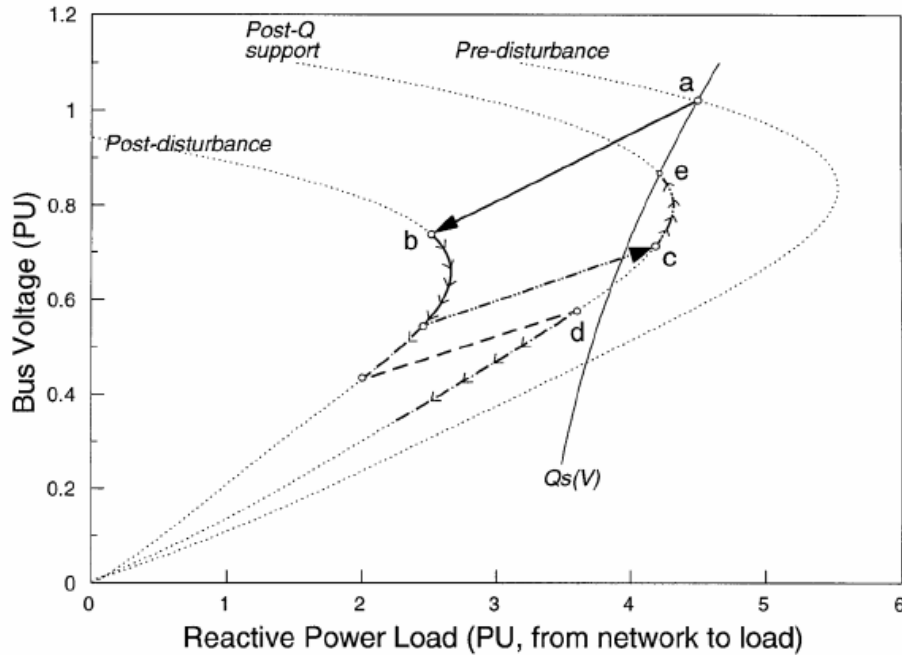 1.2
Post-Q
support
Pre-disturbance
a
1
Post-disturbance
e
0.8
b
c
0.6
d
0.4
Qs(V)
0.2
0
0 1 2 3 4 5 6
Bus Voltage (PU)
Reactive Power Load (PU, from network to load)